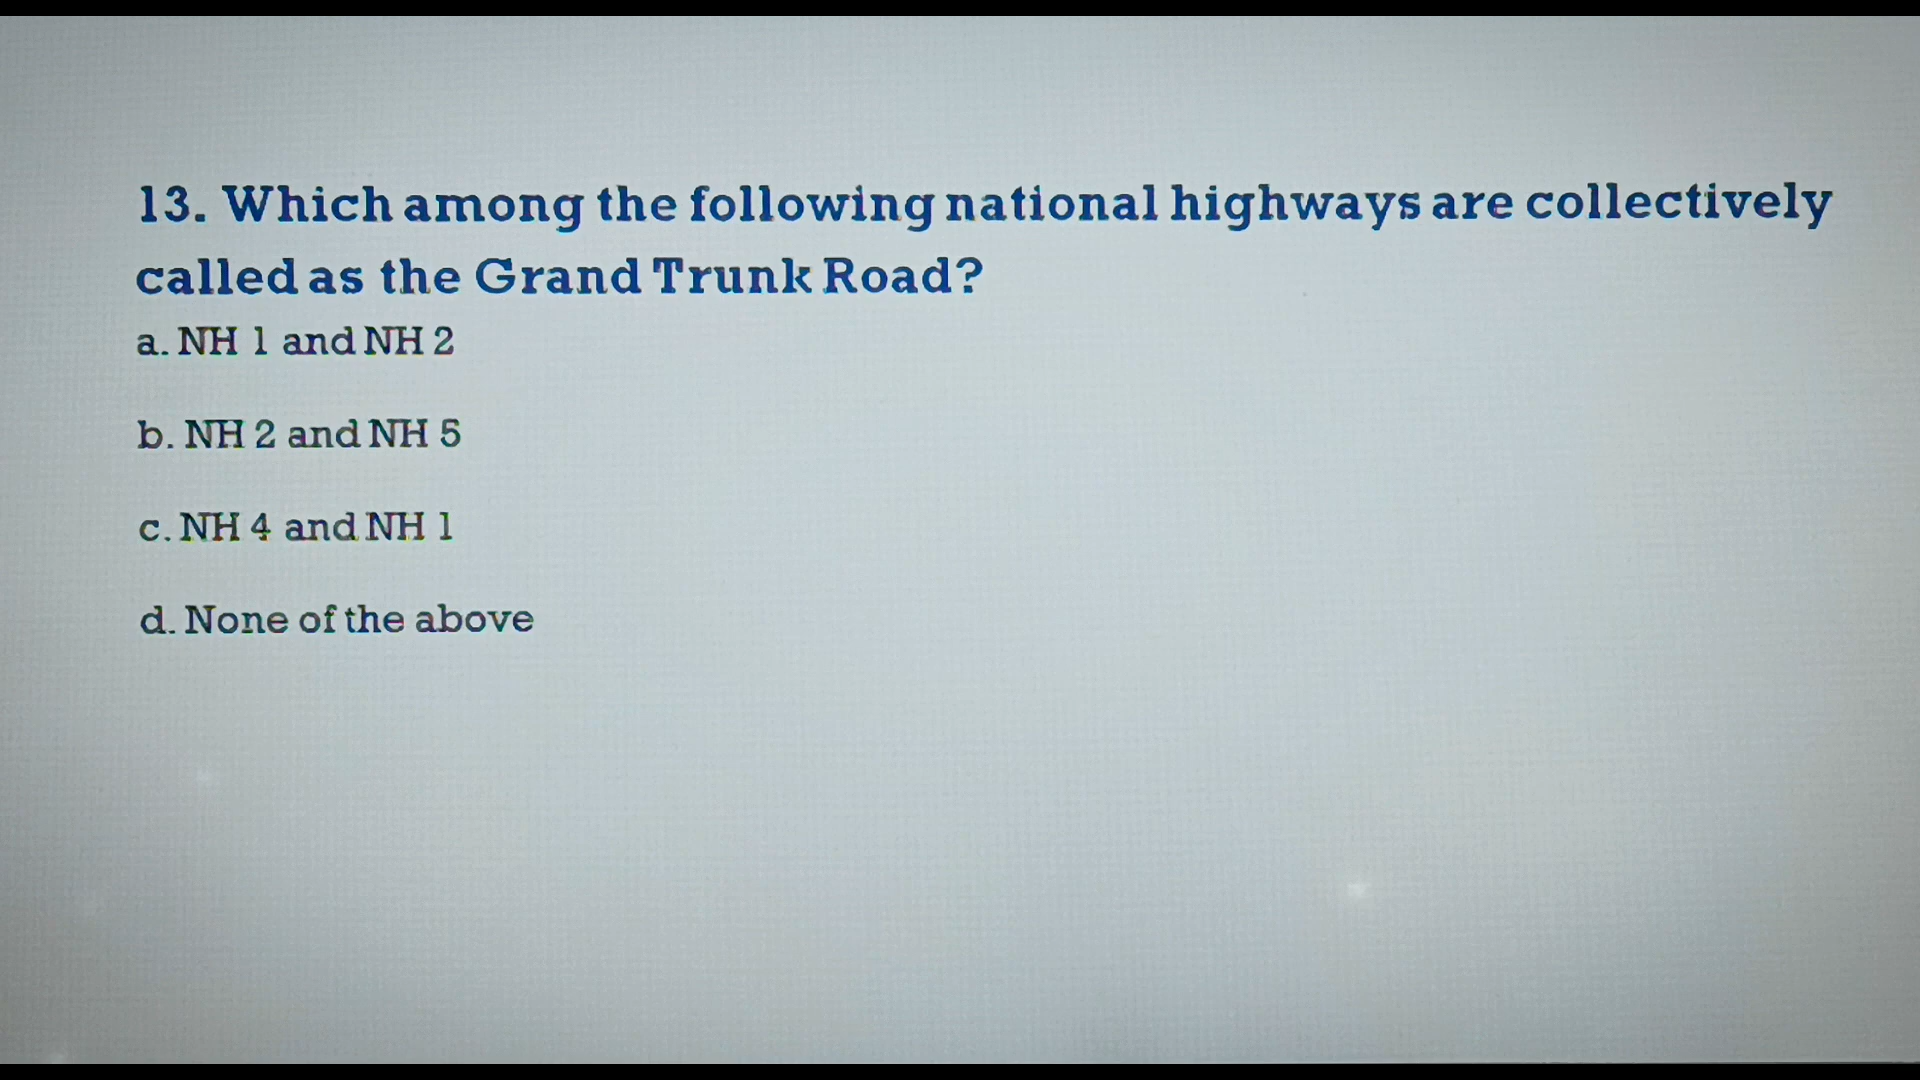 13. Which among the following national highways are collectively
called as the Grand Trunk Road?
a. NH 1 and NH 2
b. NH 2 and NH 5
c. NH 4 and NH 1
d. None of the above